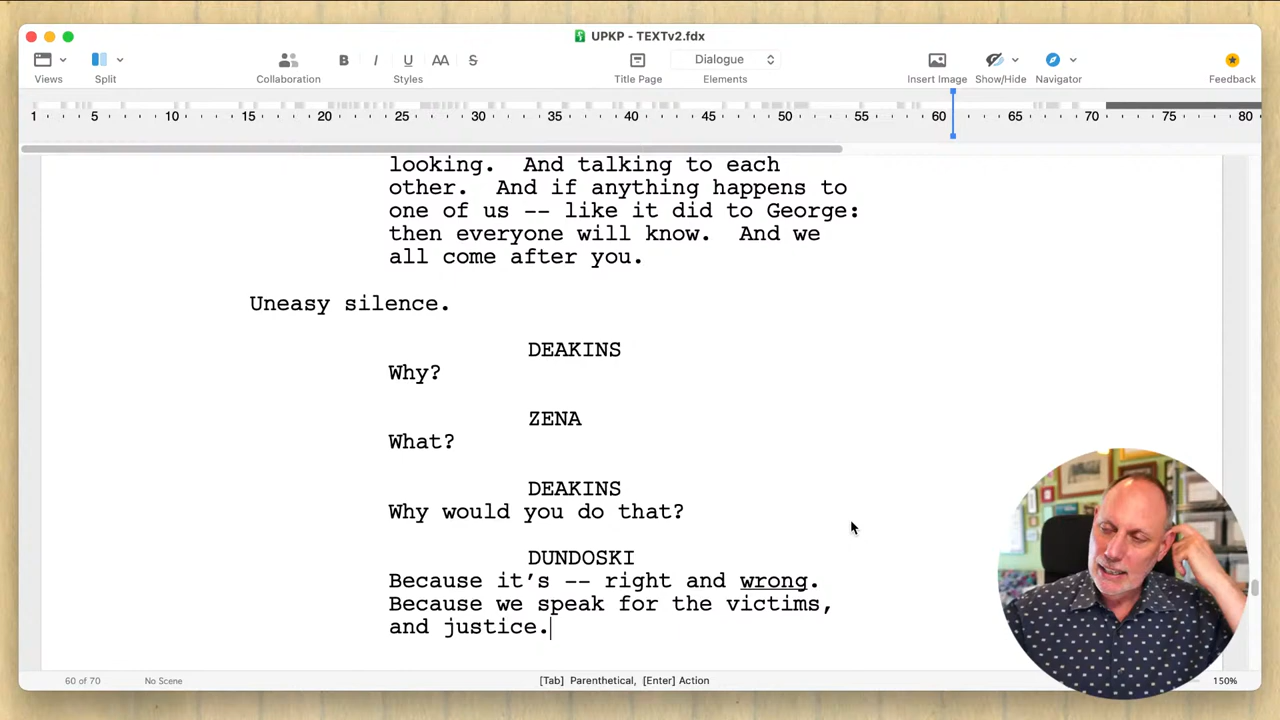 UPKP - TEXTv2.fdx
Views
Split
Collaboration
B I U AA S
Styles
Title Page
Dialogue
Elements
Insert Image
Show/Hide
Navigator
Feedback
1 5 10 15 20 25 30 35 40 45 50 55 60 65 70 75 80
looking.  And talking to each
other.  And if anything happens to
one of us -- like it did to George:
then everyone will know.  And we
all come after you.
Uneasy silence.
DEAKINS
Why?
ZENA
What?
DEAKINS
Why would you do that?
DUNDOSKI
Because it’s -- right and wrong.
Because we speak for the victims,
and justice.
60 of 70
No Scene
[Tab]  Parenthetical,  [Enter] Action
150%